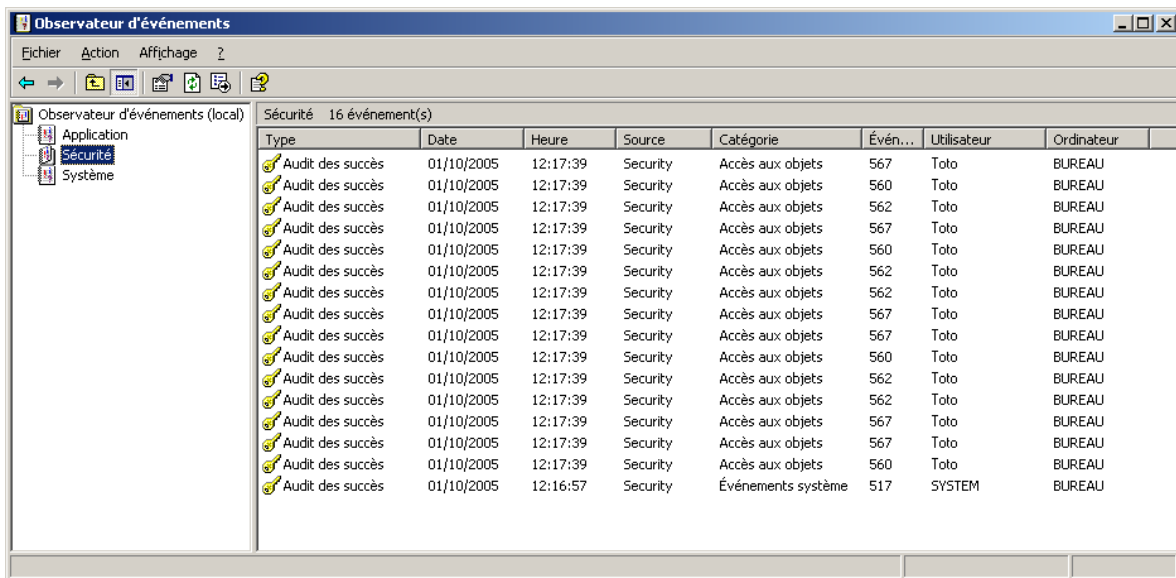 Observateur d'événements
Fichier Action Affichage ?
Observateur d'événements (local)
Application
Sécurité
Système
Sécurité 16 événement(s)
Type Date Heure Source Catégorie Évén... Utilisateur Ordinateur
Audit des succès 01/10/2005 12:17:39 Security Accès aux objets 567 Toto BUREAU
Audit des succès 01/10/2005 12:17:39 Security Accès aux objets 560 Toto BUREAU
Audit des succès 01/10/2005 12:17:39 Security Accès aux objets 562 Toto BUREAU
Audit des succès 01/10/2005 12:17:39 Security Accès aux objets 567 Toto BUREAU
Audit des succès 01/10/2005 12:17:39 Security Accès aux objets 560 Toto BUREAU
Audit des succès 01/10/2005 12:17:39 Security Accès aux objets 562 Toto BUREAU
Audit des succès 01/10/2005 12:17:39 Security Accès aux objets 562 Toto BUREAU
Audit des succès 01/10/2005 12:17:39 Security Accès aux objets 567 Toto BUREAU
Audit des succès 01/10/2005 12:17:39 Security Accès aux objets 567 Toto BUREAU
Audit des succès 01/10/2005 12:17:39 Security Accès aux objets 560 Toto BUREAU
Audit des succès 01/10/2005 12:17:39 Security Accès aux objets 562 Toto BUREAU
Audit des succès 01/10/2005 12:17:39 Security Accès aux objets 562 Toto BUREAU
Audit des succès 01/10/2005 12:17:39 Security Accès aux objets 567 Toto BUREAU
Audit des succès 01/10/2005 12:17:39 Security Accès aux objets 567 Toto BUREAU
Audit des succès 01/10/2005 12:17:39 Security Accès aux objets 560 Toto BUREAU
Audit des succès 01/10/2005 12:16:57 Security Événements système 517 SYSTEM BUREAU